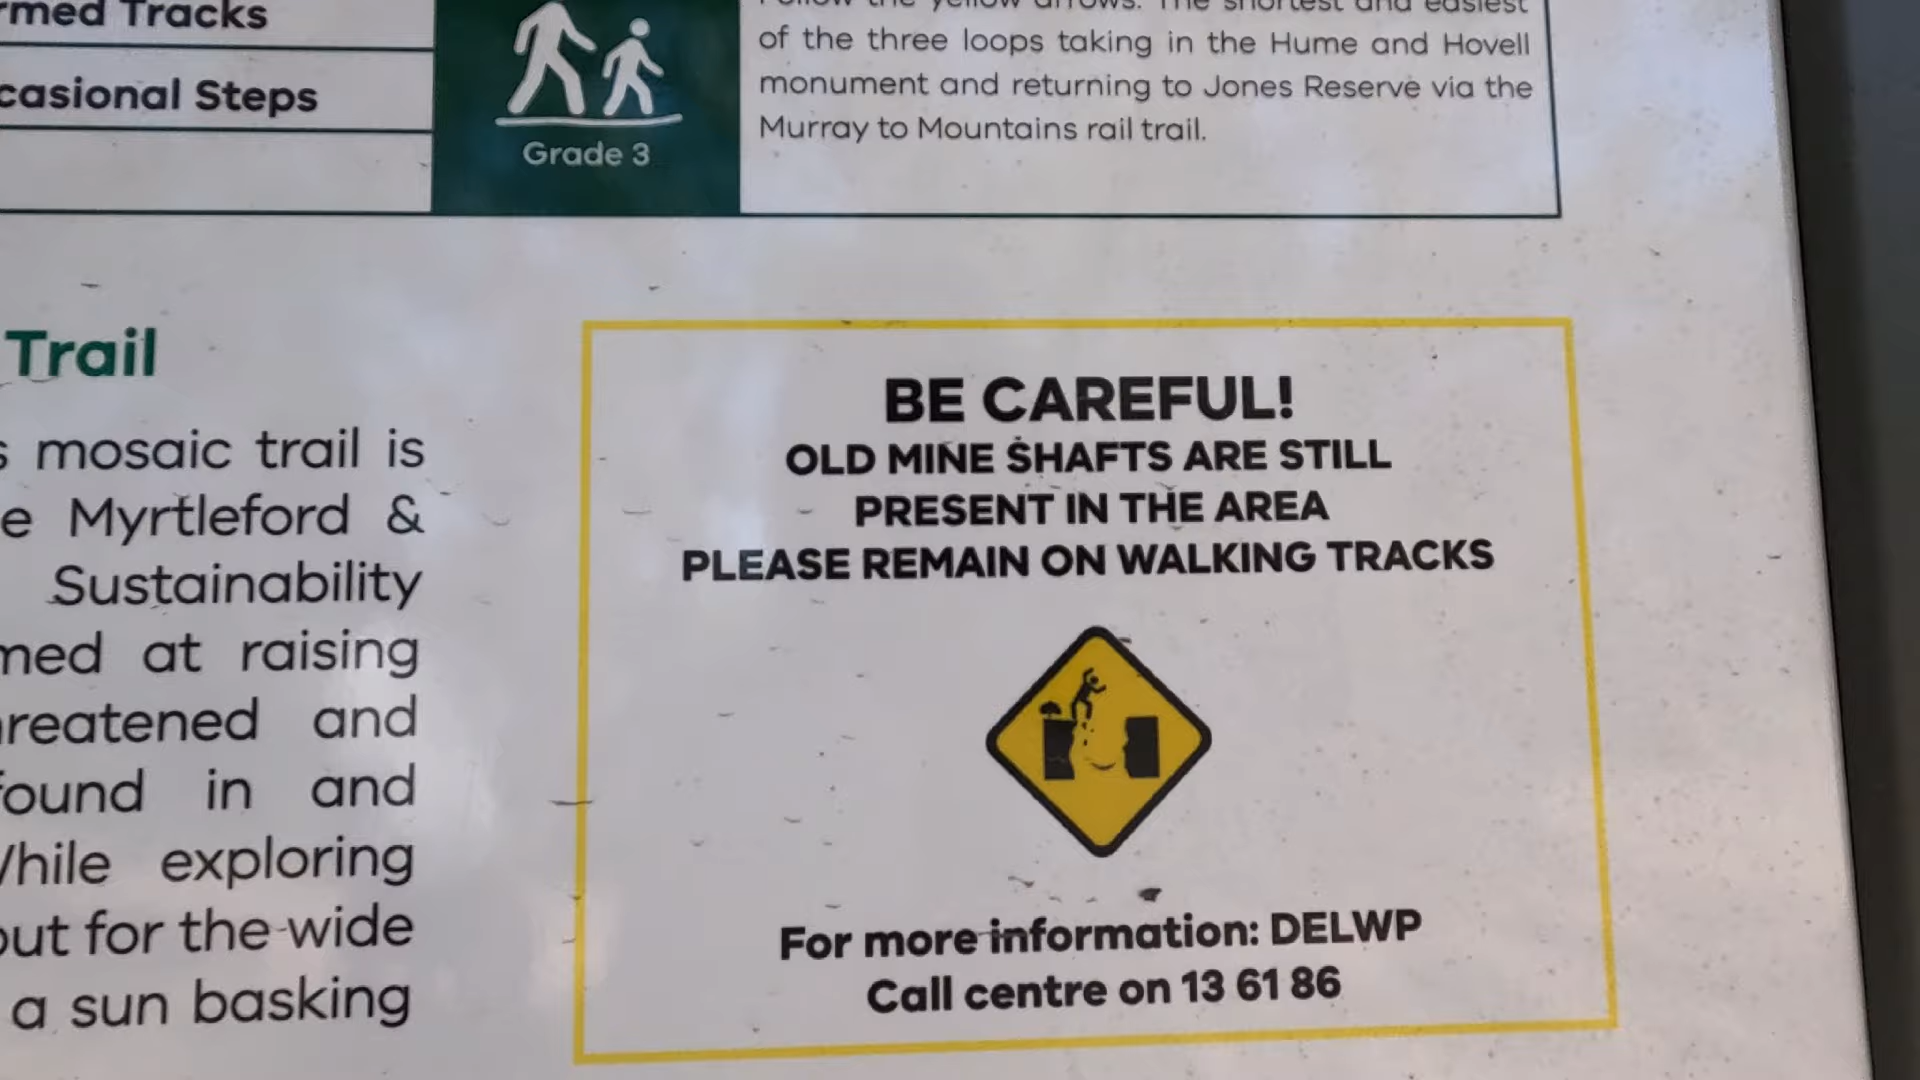 rmed Tracks
casional Steps
Grade 3
Follow the yellow arrows. The shortest and easiest
of the three loops taking in the Hume and Hovell
monument and returning to Jones Reserve via the
Murray to Mountains rail trail.
Trail
s mosaic trail is
e Myrtleford &
Sustainability
med at raising
reatened and
found in and
While exploring
out for the wide
a sun basking
BE CAREFUL!
OLD MINE SHAFTS ARE STILL
PRESENT IN THE AREA
PLEASE REMAIN ON WALKING TRACKS
For more information: DELWP
Call centre on 13 61 86